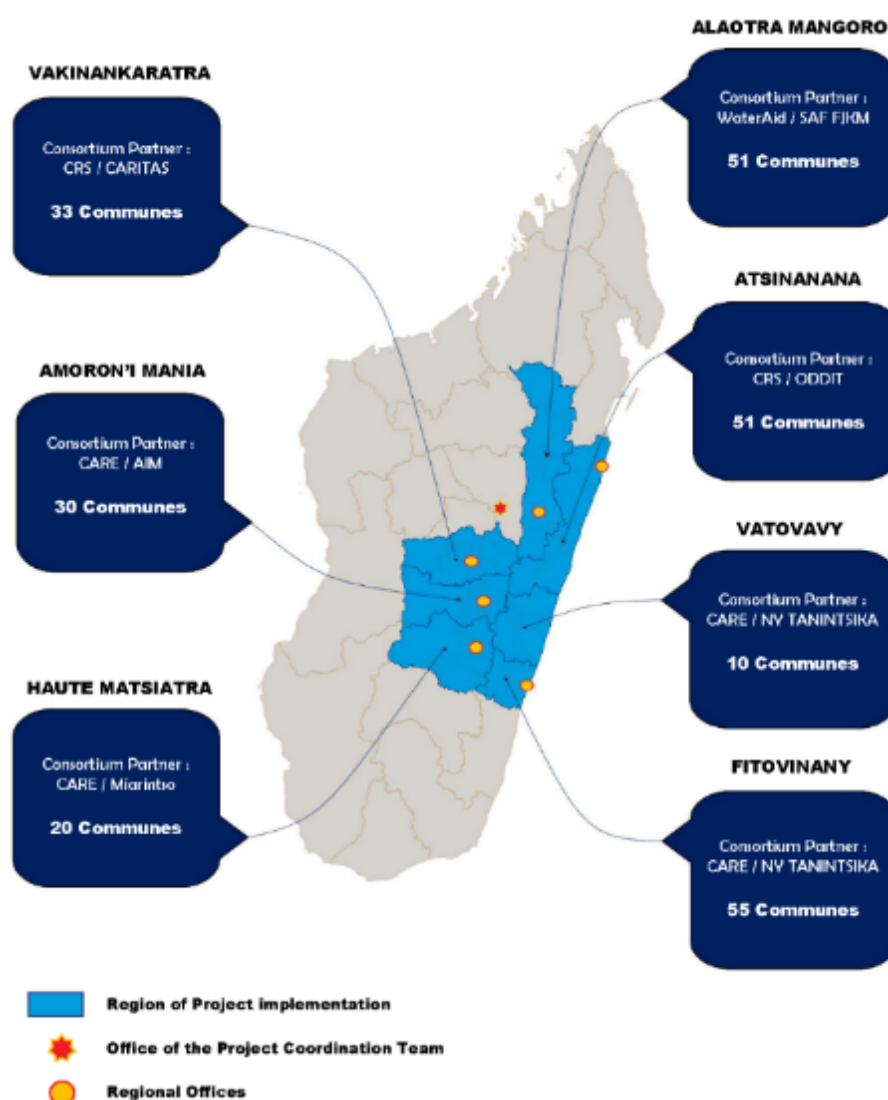 VAKINANKARATRA
Consortium Partner :
CRS / CARITAS
33 Communes
AMORON'I MANIA
Consortium Partner :
CARE / AIM
30 Communes
HAUTE MATSIATRA
Consortium Partner :
CARE / Miarintso
20 Communes
ALAOTRA MANGORO
Consortium Partner :
WaterAid / SAF FJKM
51 Communes
ATSINANANA
Consortium Partner :
CRS / ODDIT
51 Communes
VATOVAVY
Consortium Partner :
CARE / NY TANINTSIKA
10 Communes
FITOVINANY
Consortium Partner :
CARE / NY TANINTSIKA
55 Communes
Region of Project implementation
Office of the Project Coordination Team
Regional Offices